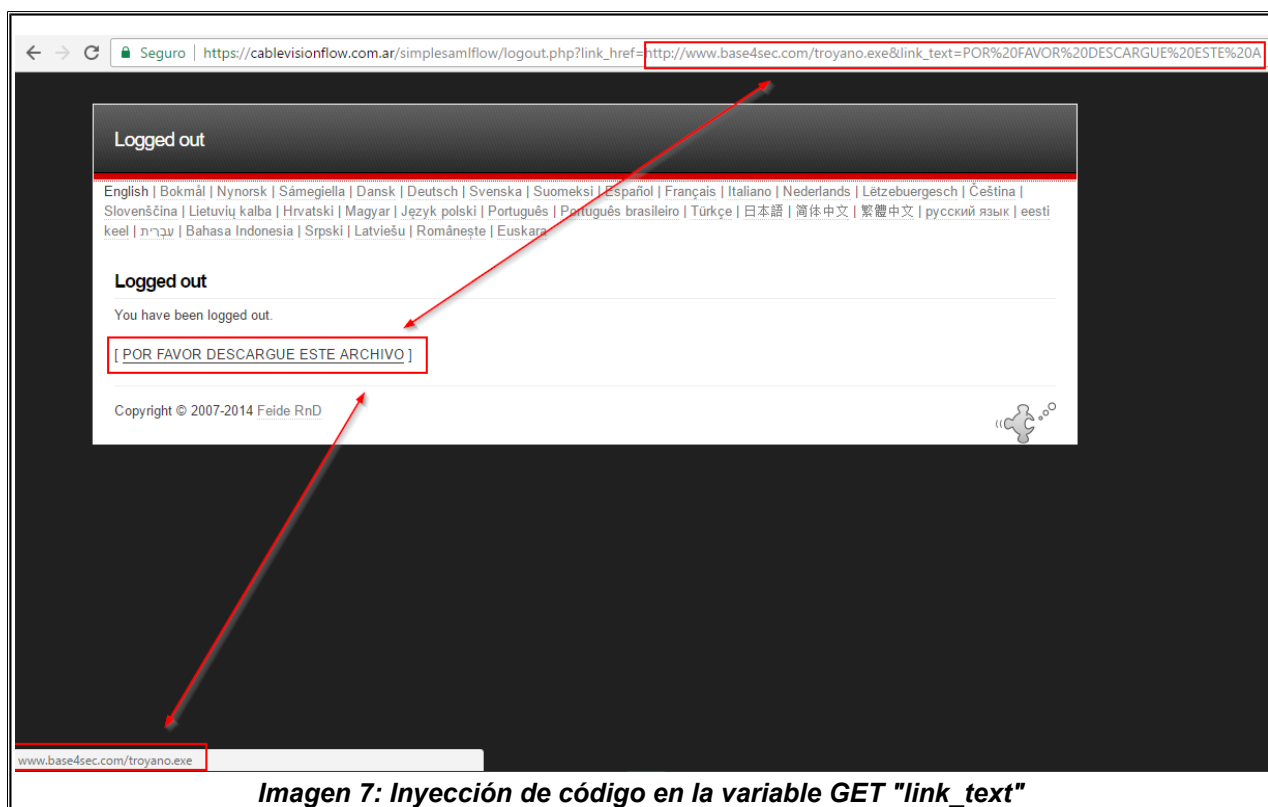 Seguro | https://cablevisionflow.com.ar/simplesamlflow/logout.php?link_href=http://www.base4sec.com/troyano.exe&link_text=POR%20FAVOR%20DESCARGUE%20ESTE%20A
Logged out
English | Bokmål | Nynorsk | Sámegiella | Dansk | Deutsch | Svenska | Suomeksi | Español | Français | Italiano | Nederlands | Lëtzebuergesch | Čeština |
Slovenščina | Lietuvių kalba | Hrvatski | Magyar | Język polski | Português | Português brasileiro | Türkçe | 日本語 | 简体中文 | 繁體中文 | русский язык | eesti
keel | עִבְרִית | Bahasa Indonesia | Srpski | Latviešu | Românește | Euskara
Logged out
You have been logged out.
[ POR FAVOR DESCARGUE ESTE ARCHIVO ]
Copyright © 2007-2014 Feide RnD
www.base4sec.com/troyano.exe
Imagen 7: Inyección de código en la variable GET "link_text"